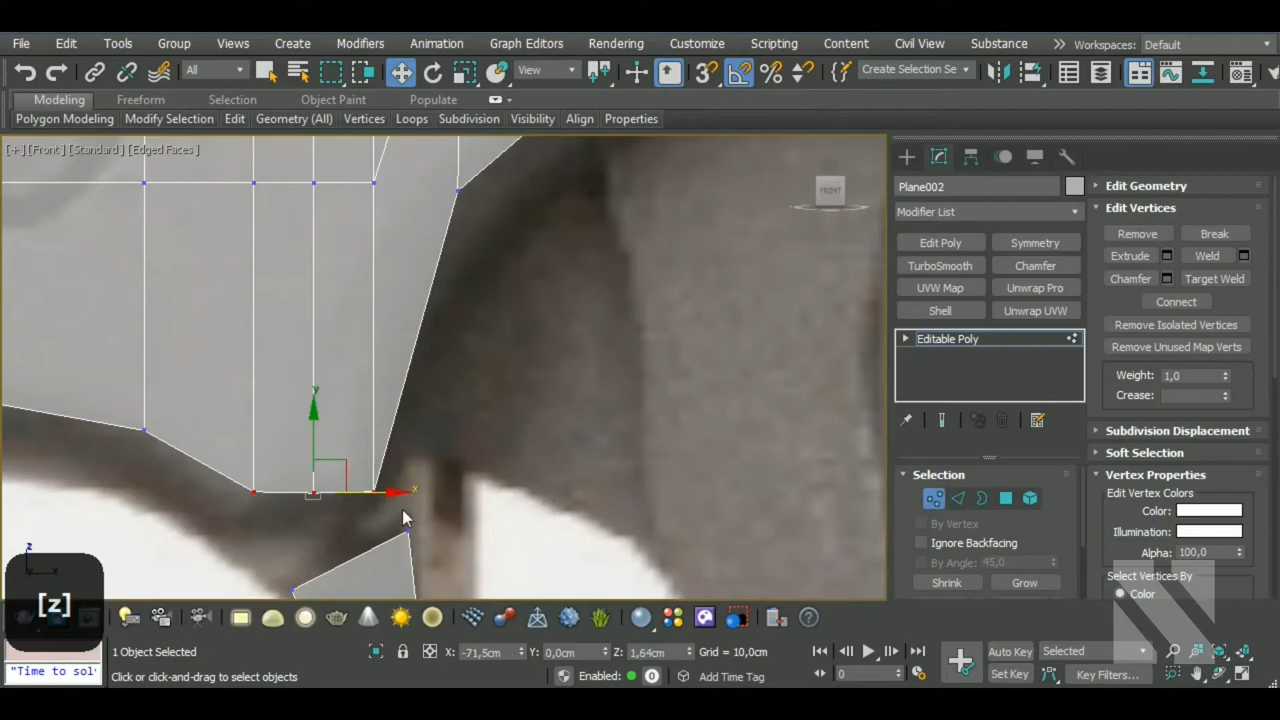 File Edit Tools Group Views Create Modifiers Animation Graph Editors Rendering Customize Scripting Content Civil View Substance Workspaces: Default
All View Create Selection Se
Modeling Freeform Selection Object Paint Populate
Polygon Modeling Modify Selection Edit Geometry (All) Vertices Loops Subdivision Visibility Align Properties
[+] [Front] [Standard] [Edged Faces]
FRONT
Plane002
Modifier List
Edit Poly Symmetry
TurboSmooth Chamfer
UVW Map Unwrap Pro
Shell Unwrap UVW
Editable Poly
Selection
By Vertex
Ignore Backfacing
By Angle: 45,0
Shrink Grow
Edit Geometry
Edit Vertices
Remove Break
Extrude Weld
Chamfer Target Weld
Connect
Remove Isolated Vertices
Remove Unused Map Verts
Weight: 1,0
Crease:
Subdivision Displacement
Soft Selection
Vertex Properties
Edit Vertex Colors
Color:
Illumination:
Alpha: 100,0
Select Vertices By
Color
y
x
z
[z]
"Time to sol
1 Object Selected
Click or click-and-drag to select objects
X: -71,5cm Y: 0,0cm Z: 1,64cm Grid = 10,0cm
Enabled: 0 Add Time Tag
0
Auto Key Selected
Set Key Key Filters...